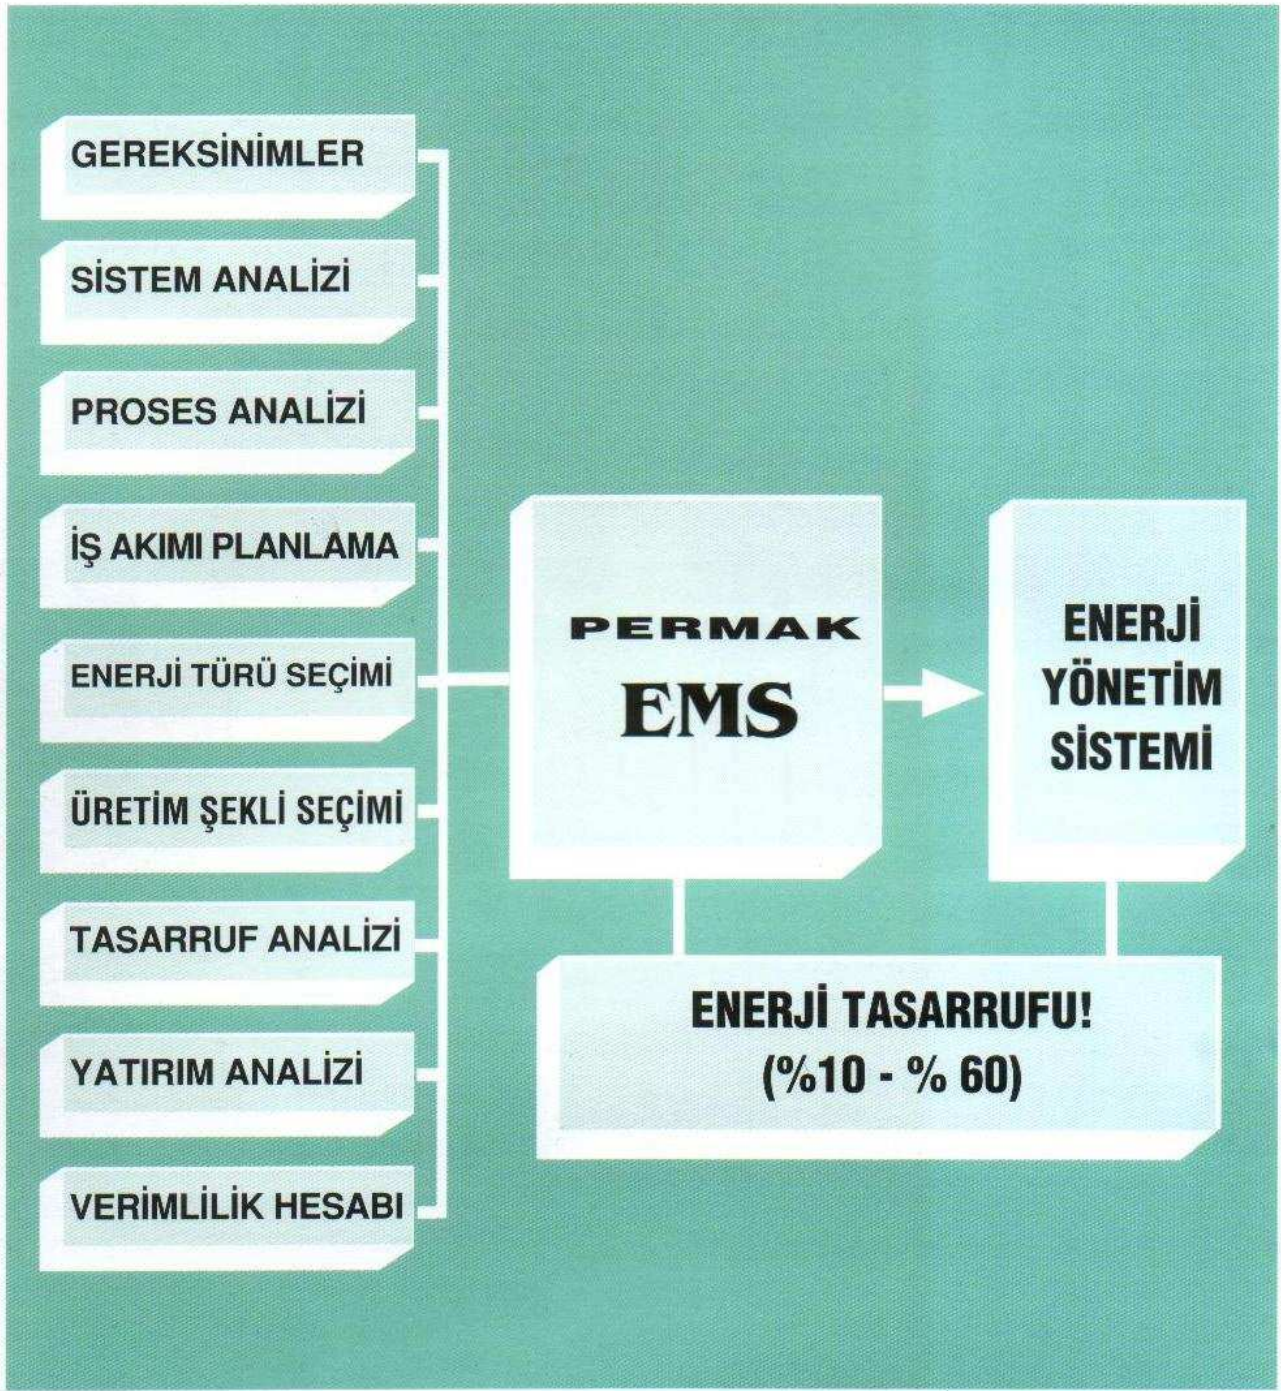 GEREKSİNİMLER
SİSTEM ANALİZİ
PROSES ANALİZİ
İŞ AKIMI PLANLAMA
ENERJİ TÜRÜ SEÇİMİ
ÜRETİM ŞEKLİ SEÇİMİ
TASARRUF ANALİZİ
YATIRIM ANALİZİ
VERİMLİLİK HESABI
PERMAK
EMS
ENERJİ
YÖNETİM
SİSTEMİ
ENERJİ TASARRUFU!
(%10 - % 60)